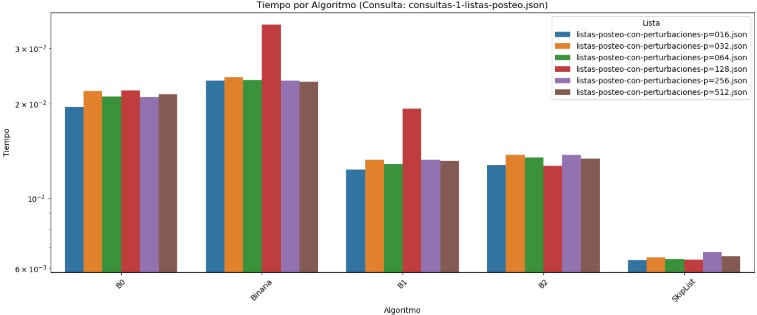 Tiempo por Algoritmo (Consulta: consultas-1-listas-posteo.json)
Lista
listas-posteo-con-perturbaciones-p=016.json
listas-posteo-con-perturbaciones-p=032.json
listas-posteo-con-perturbaciones-p=064.json
listas-posteo-con-perturbaciones-p=128.json
listas-posteo-con-perturbaciones-p=256.json
listas-posteo-con-perturbaciones-p=512.json
3 × 10⁻²
2 × 10⁻²
10⁻²
6 × 10⁻³
Tiempo
B0
Binaria
B1
B2
SkipList
Algoritmo